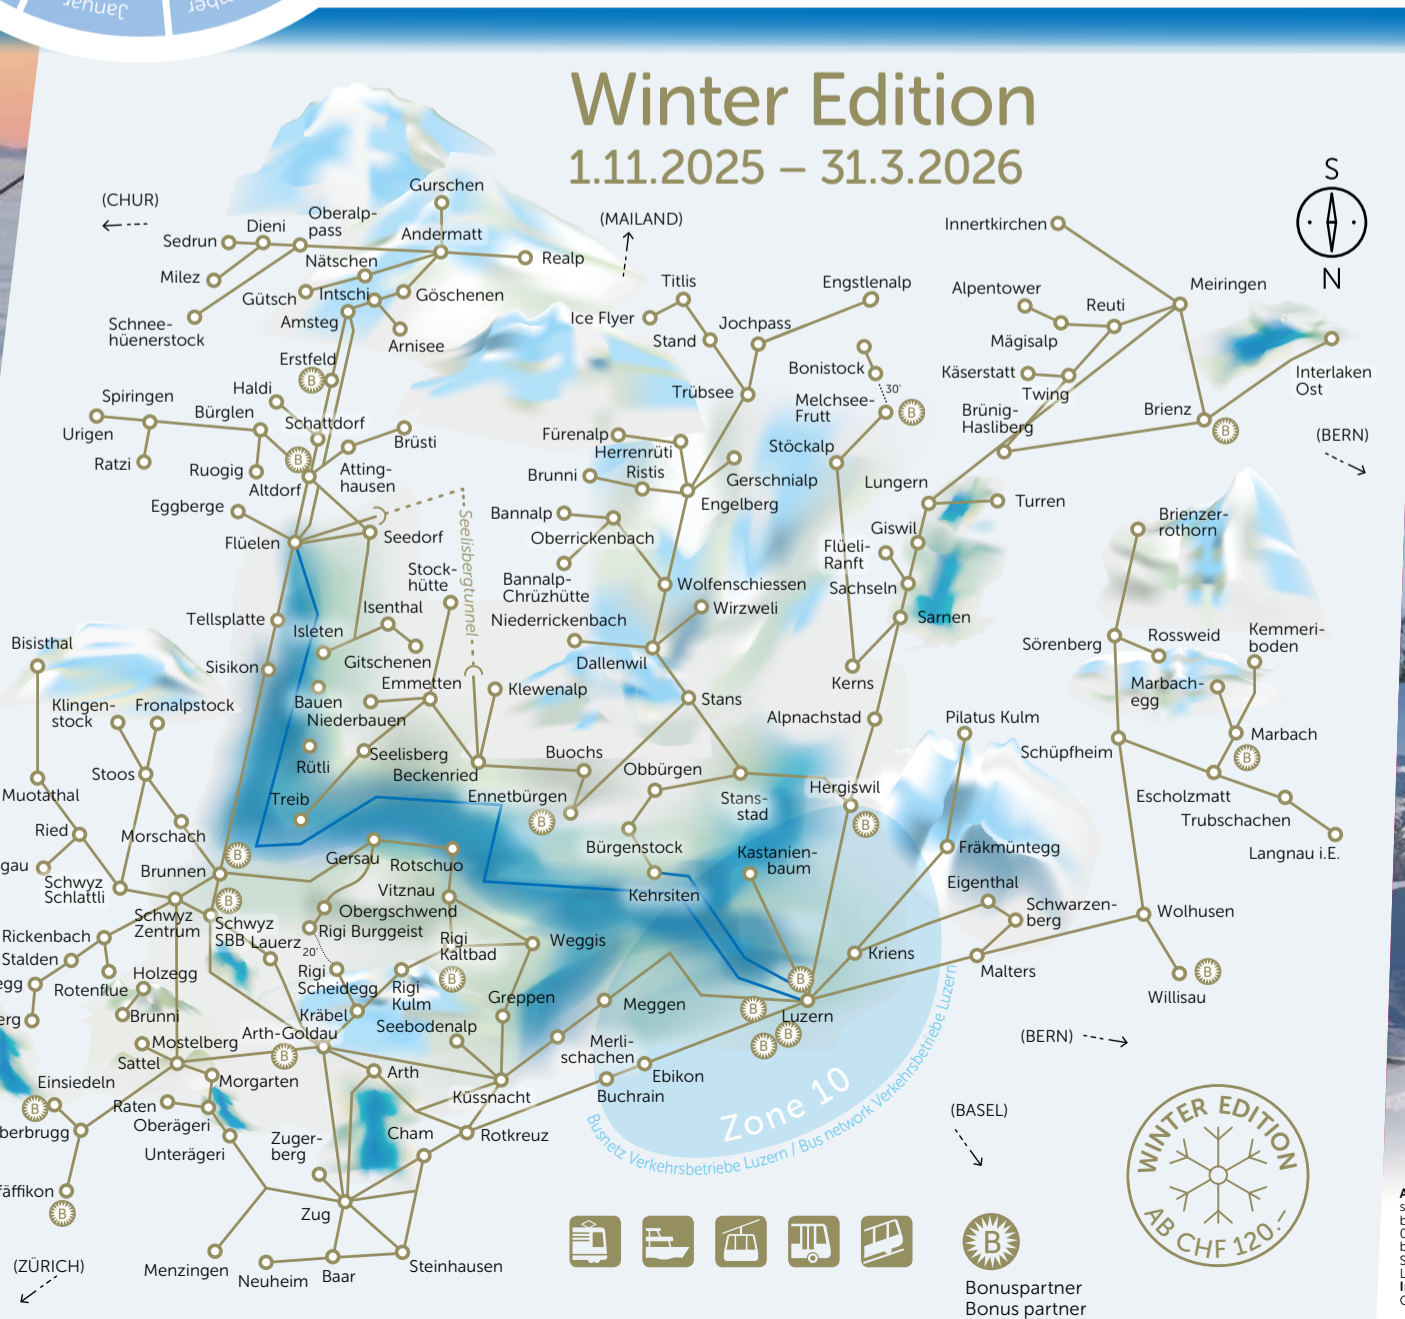 Januar
Winter Edition
1.11.2025 – 31.3.2026
S
N
(CHUR)
(MAILAND)
Gurschen
Dieni
Oberalp-
pass
Sedrun
Andermatt
Realp
Milez
Nätschen
Gütsch
Intschi
Göschenen
Schnee-
hüenerstock
Amsteg
Arnisee
Erstfeld
B
Haldi
Spiringen
Bürglen
Schattdorf
Brüsti
Urigen
Ratzi
Ruogig
B
Altdorf
Atting-
hausen
Eggberge
Flüelen
Seedorf
Seelisbergtunnel
Titlis
Ice Flyer
Stand
Jochpass
Engstlenalp
Trübsee
Bonistock
30'
Melchsee-
Frutt
B
Stöckalp
Fürenalp
Herrenrüti
Brunni
Ristis
Gerschnialp
Engelberg
Bannalp
Oberrickenbach
Bannalp-
Chrüzhütte
Wolfenschiessen
Wirzweli
Niederrickenbach
Dallenwil
Innertkirchen
Alpentower
Reuti
Meiringen
Mägisalp
Käserstatt
Twing
Brünig-
Hasliberg
Brienz
B
Interlaken
Ost
(BERN)
Lungern
Turren
Giswil
Flüeli-
Ranft
Sachseln
Sarnen
Kerns
Alpnachstad
Brienzer-
rothorn
Sörenberg
Rossweid
Kemmeri-
boden
Marbach-
egg
Marbach
B
Schüpfheim
Escholzmatt
Trubschachen
Langnau i.E.
Stock-
hütte
Isenthal
Tellsplatte
Isleten
Gitschenen
Sisikon
Bauen
Emmetten
Klewenalp
Niederbauen
Rütli
Seelisberg
Beckenried
Treib
Stans
Buochs
Ennetbürgen
B
Obbürgen
Stans-
stad
Hergiswil
B
Bürgenstock
Kehrsiten
Kastanien-
baum
Pilatus Kulm
Fräkmüntegg
Eigenthal
Schwarzen-
berg
Kriens
Malters
Wolhusen
Willisau
B
(BERN)
Bisisthal
Klingen-
stock
Fronalpstock
Stoos
Muotathal
Ried
Morschach
gau
Schwyz
Schlattli
Brunnen
B
Gersau
Rotschuo
Vitznau
Schwyz
Zentrum
B
Schwyz
SBB
Lauerz
Obergschwend
Rigi Burggeist
20'
Rigi
Kaltbad
B
Weggis
Rickenbach
Stalden
egg
Rotenflue
Holzegg
erg
Brunni
Rigi
Scheidegg
Rigi
Kulm
Kräbel
Greppen
Meggen
B
B
B
B
Luzern
Mostelberg
Arth-Goldau
B
Seebodenalp
Merli-
schachen
Sattel
Ebikon
Einsiedeln
B
Morgarten
Arth
Küssnacht
Buchrain
Raten
Oberägeri
berbrugg
Unterägeri
Zuger-
berg
Cham
Rotkreuz
fäffikon
B
Zug
Menzingen
Neuheim
Baar
Steinhausen
(ZÜRICH)
Zone 10
Busnetz Verkehrsbetriebe Luzern / Bus network Verkehrsbetriebe Luzern
(BASEL)
WINTER EDITION
AB CHF 120.–
B
Bonuspartner
Bonus partner